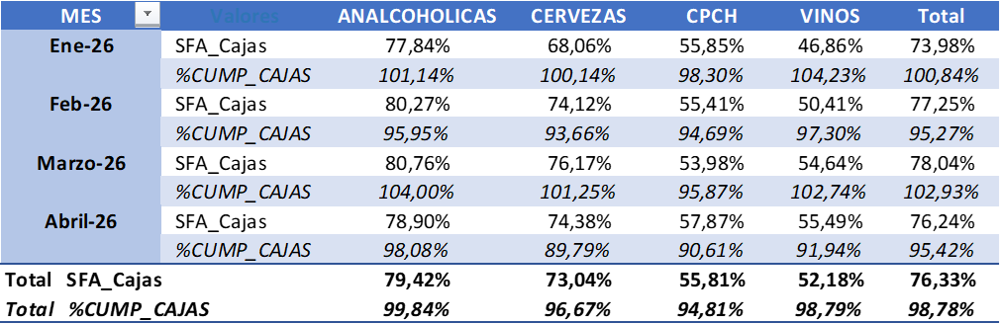 MES Valores ANALCOHOLICAS CERVEZAS CPCH VINOS Total
Ene-26 SFA_Cajas 77,84% 68,06% 55,85% 46,86% 73,98%
%CUMP_CAJAS 101,14% 100,14% 98,30% 104,23% 100,84%
Feb-26 SFA_Cajas 80,27% 74,12% 55,41% 50,41% 77,25%
%CUMP_CAJAS 95,95% 93,66% 94,69% 97,30% 95,27%
Marzo-26 SFA_Cajas 80,76% 76,17% 53,98% 54,64% 78,04%
%CUMP_CAJAS 104,00% 101,25% 95,87% 102,74% 102,93%
Abril-26 SFA_Cajas 78,90% 74,38% 57,87% 55,49% 76,24%
%CUMP_CAJAS 98,08% 89,79% 90,61% 91,94% 95,42%
Total SFA_Cajas 79,42% 73,04% 55,81% 52,18% 76,33%
Total %CUMP_CAJAS 99,84% 96,67% 94,81% 98,79% 98,78%